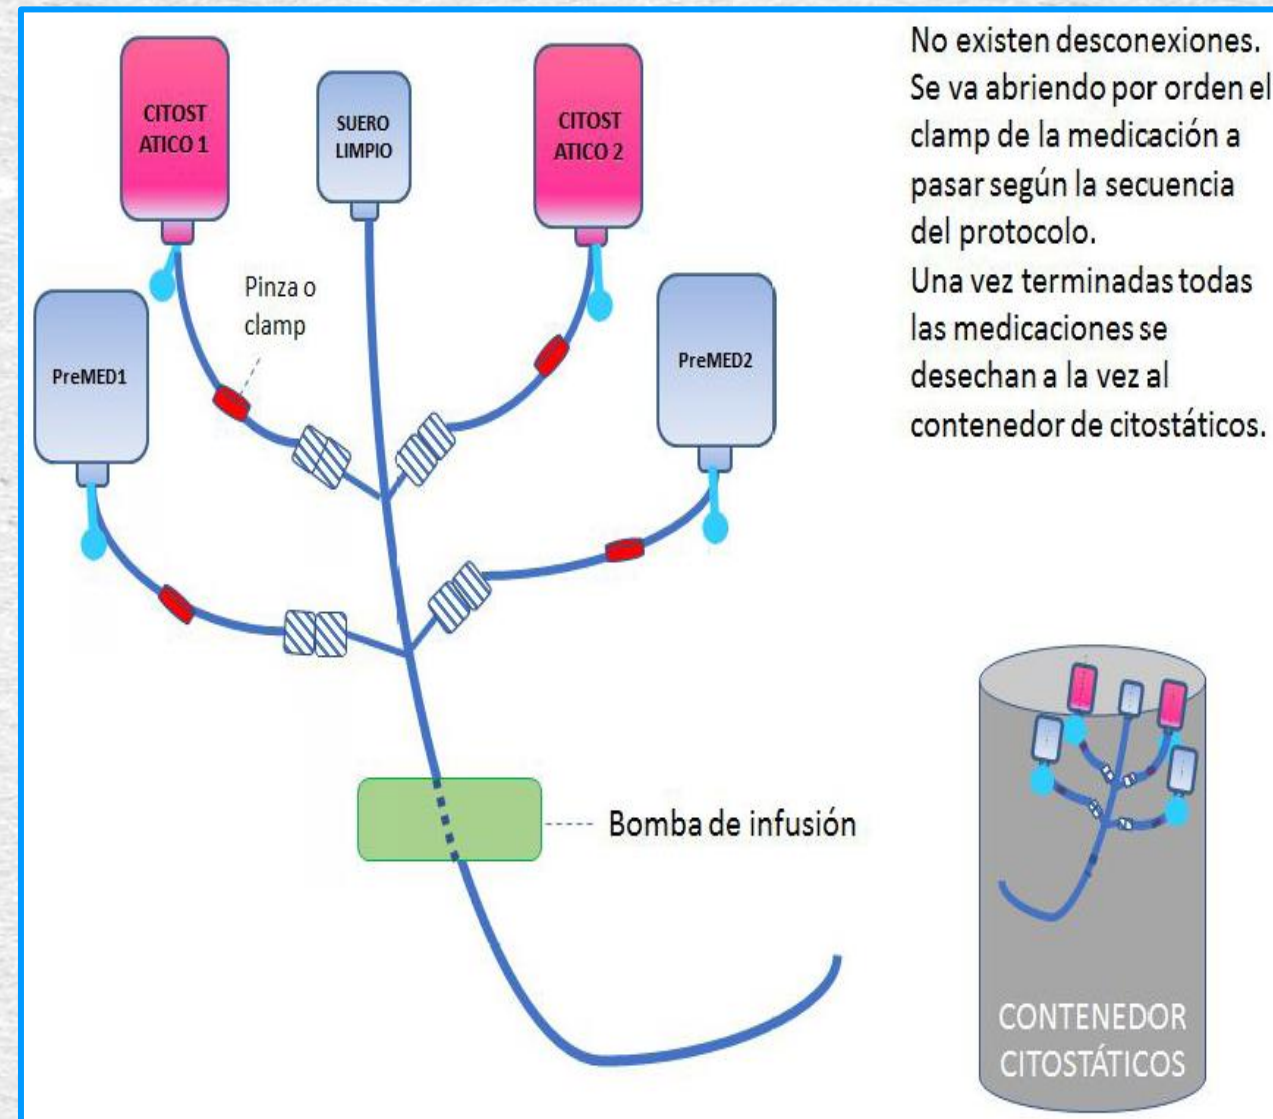 No existen desconexiones.
Se va abriendo por orden el
clamp de la medicación a
pasar según la secuencia
del protocolo.
Una vez terminadas todas
las medicaciones se
desechan a la vez al
contenedor de citostáticos.
CITOST
ATICO 1
SUERO
LIMPIO
CITOST
ATICO 2
Pinza o
clamp
PreMED1
PreMED2
Bomba de infusión
CONTENEDOR
CITOSTÁTICOS